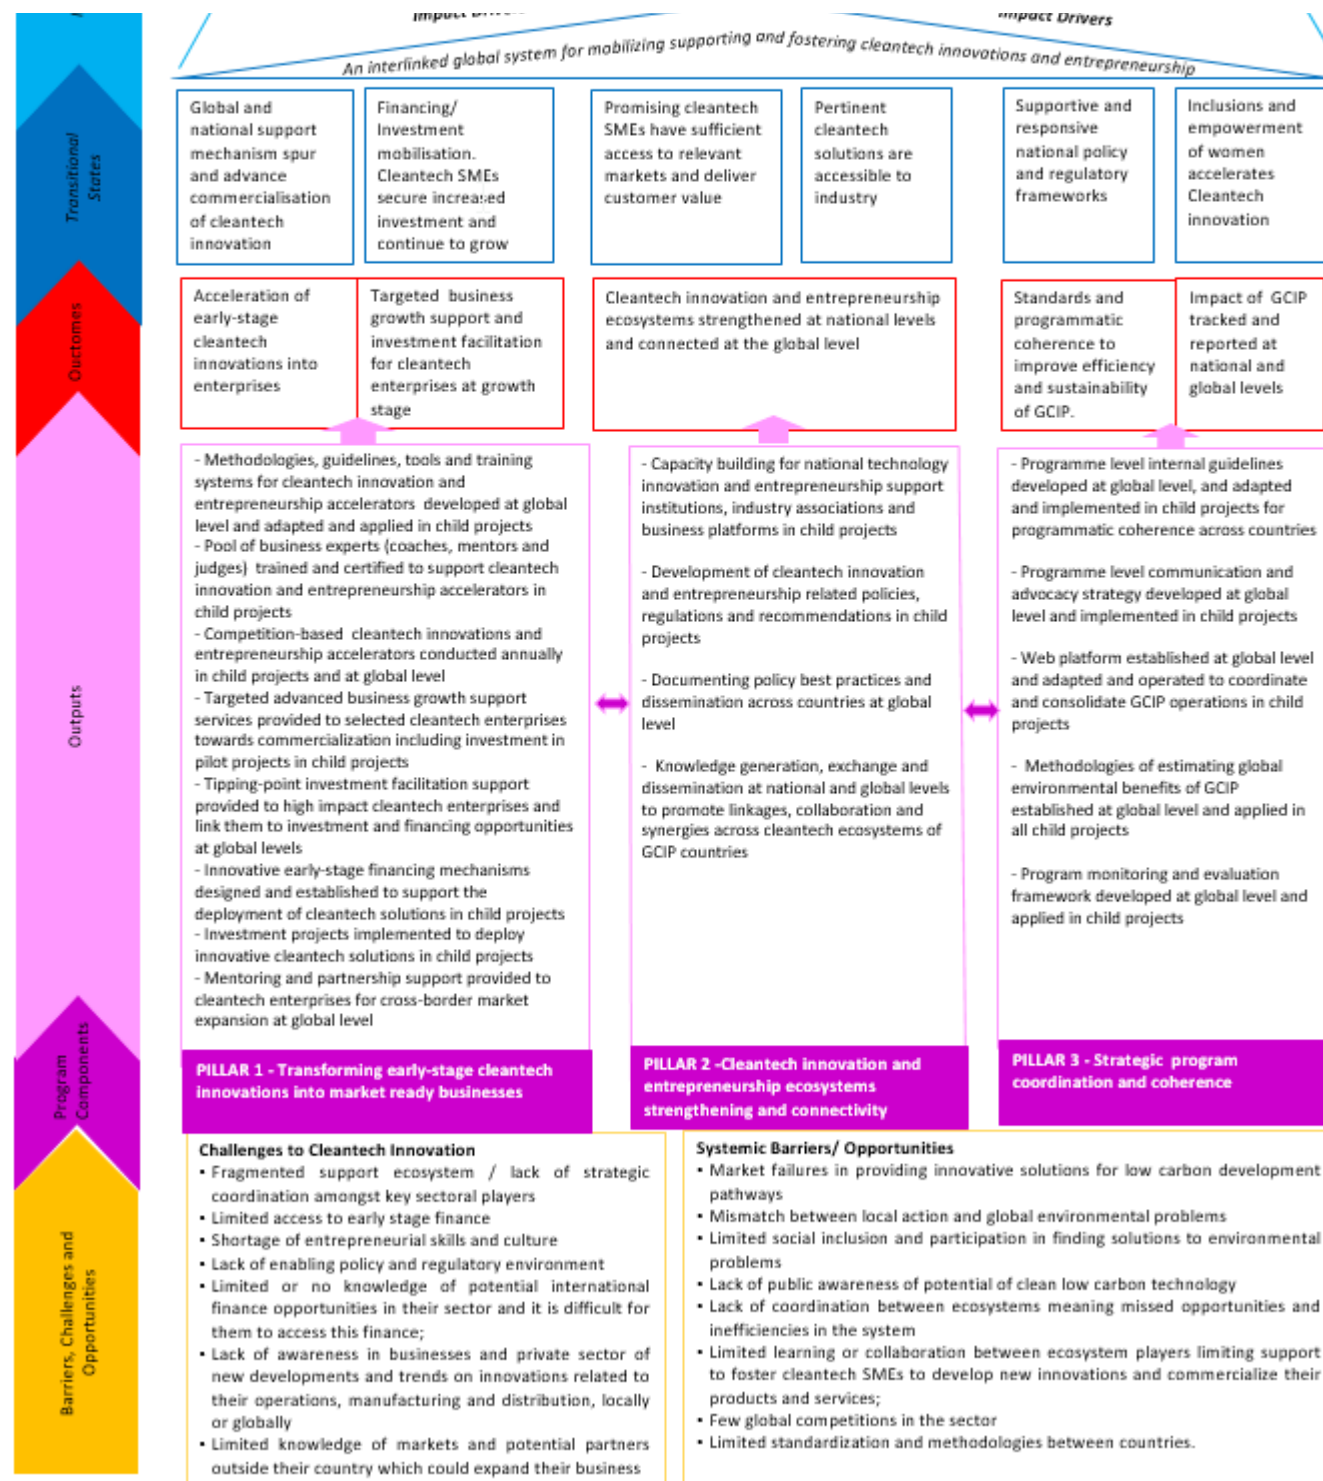 Impact Drivers
An interlinked global system for mobilizing supporting and fostering cleantech innovations and entrepreneurship
Transitional
States
Global and
national support
mechanism spur
and advance
commercialisation
of cleantech
innovation
Financing/
Investment
mobilisation.
Cleantech SMEs
secure increased
investment and
continue to grow
Promising cleantech
SMEs have sufficient
access to relevant
markets and deliver
customer value
Pertinent
cleantech
solutions are
accessible to
industry
Supportive and
responsive
national policy
and regulatory
frameworks
Inclusions and
empowerment
of women
accelerates
Cleantech
innovation
Ouctomes
Acceleration of
early-stage
cleantech
innovations into
enterprises
Targeted business
growth support and
investment facilitation
for cleantech
enterprises at growth
stage
Cleantech innovation and entrepreneurship
ecosystems strengthened at national levels
and connected at the global level
Standards and
programmatic
coherence to
improve efficiency
and sustainability
of GCIP.
Impact of GCIP
tracked and
reported at
national and
global levels
Outputs
- Methodologies, guidelines, tools and training
systems for cleantech innovation and
entrepreneurship accelerators developed at global
level and adapted and applied in child projects
- Pool of business experts (coaches, mentors and
judges) trained and certified to support cleantech
innovation and entrepreneurship accelerators in
child projects
- Competition-based cleantech innovations and
entrepreneurship accelerators conducted annually
in child projects and at global level
- Targeted advanced business growth support
services provided to selected cleantech enterprises
towards commercialization including investment in
pilot projects in child projects
- Tipping-point investment facilitation support
provided to high impact cleantech enterprises and
link them to investment and financing opportunities
at global levels
- Innovative early-stage financing mechanisms
designed and established to support the
deployment of cleantech solutions in child projects
- Investment projects implemented to deploy
innovative cleantech solutions in child projects
- Mentoring and partnership support provided to
cleantech enterprises for cross-border market
expansion at global level
- Capacity building for national technology
innovation and entrepreneurship support
institutions, industry associations and
business platforms in child projects
- Development of cleantech innovation
and entrepreneurship related policies,
regulations and recommendations in child
projects
- Documenting policy best practices and
dissemination across countries at global
level
- Knowledge generation, exchange and
dissemination at national and global levels
to promote linkages, collaboration and
synergies across cleantech ecosystems of
GCIP countries
- Programme level internal guidelines
developed at global level, and adapted
and implemented in child projects for
programmatic coherence across countries
- Programme level communication and
advocacy strategy developed at global
level and implemented in child projects
- Web platform established at global level
and adapted and operated to coordinate
and consolidate GCIP operations in child
projects
- Methodologies of estimating global
environmental benefits of GCIP
established at global level and applied in
all child projects
- Program monitoring and evaluation
framework developed at global level and
applied in child projects
Program
Components
PILLAR 1 - Transforming early-stage cleantech
innovations into market ready businesses
PILLAR 2 -Cleantech innovation and
entrepreneurship ecosystems
strengthening and connectivity
PILLAR 3 - Strategic program
coordination and coherence
Barriers, Challenges and
Opportunities
Challenges to Cleantech Innovation
▪ Fragmented support ecosystem / lack of strategic
coordination amongst key sectoral players
▪ Limited access to early stage finance
▪ Shortage of entrepreneurial skills and culture
▪ Lack of enabling policy and regulatory environment
▪ Limited or no knowledge of potential international
finance opportunities in their sector and it is difficult for
them to access this finance;
▪ Lack of awareness in businesses and private sector of
new developments and trends on innovations related to
their operations, manufacturing and distribution, locally
or globally
▪ Limited knowledge of markets and potential partners
outside their country which could expand their business
Systemic Barriers/ Opportunities
▪ Market failures in providing innovative solutions for low carbon development
pathways
▪ Mismatch between local action and global environmental problems
▪ Limited social inclusion and participation in finding solutions to environmental
problems
▪ Lack of public awareness of potential of clean low carbon technology
▪ Lack of coordination between ecosystems meaning missed opportunities and
inefficiencies in the system
▪ Limited learning or collaboration between ecosystem players limiting support
to foster cleantech SMEs to develop new innovations and commercialize their
products and services;
▪ Few global competitions in the sector
▪ Limited standardization and methodologies between countries.